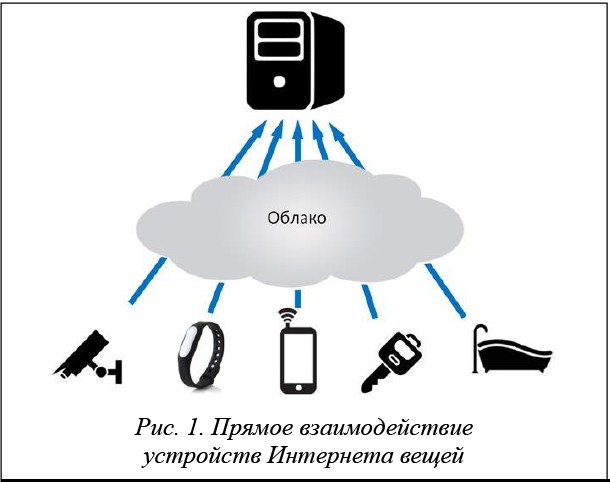 Облако
Рис. 1. Прямое взаимодействие
устройств Интернета вещей